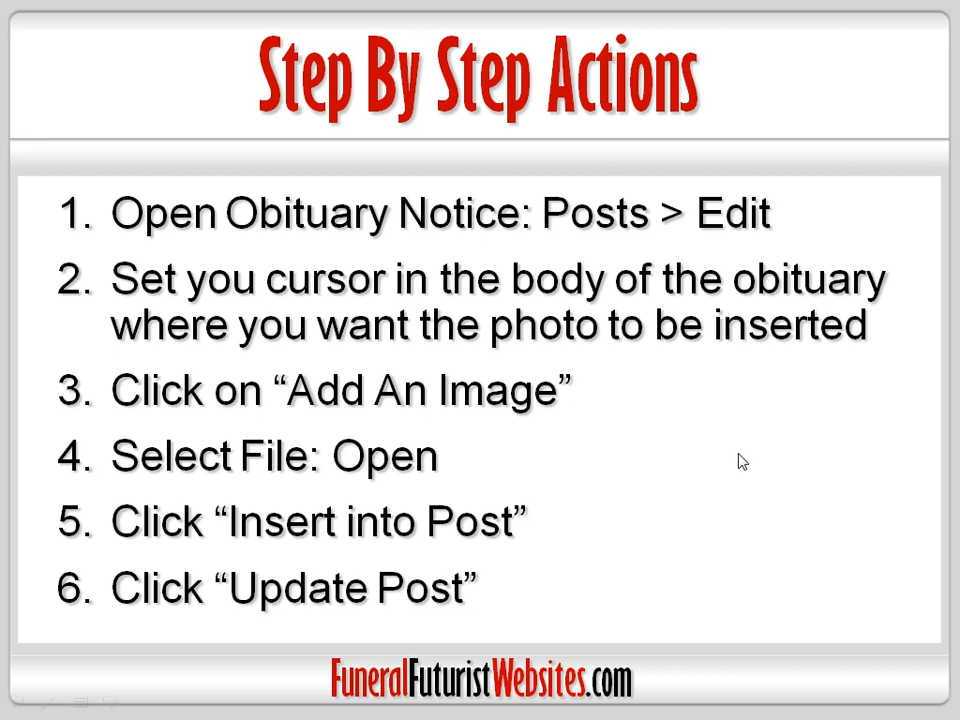 Step By Step Actions
1. Open Obituary Notice: Posts > Edit
2. Set you cursor in the body of the obituary
where you want the photo to be inserted
3. Click on “Add An Image”
4. Select File: Open
5. Click “Insert into Post”
6. Click “Update Post”
FuneralFuturistWebsites.com